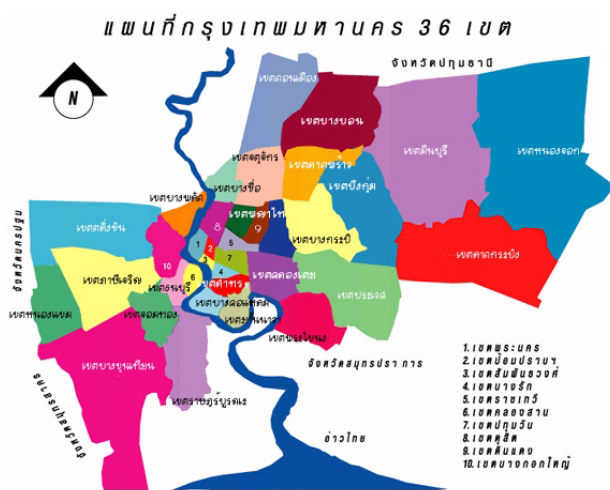 แผนที่กรุงเทพมหานคร 36 เขต
จังหวัดปทุมธานี
N
เขตดอนเมือง
เขตบางบอน
เขตมีนบุรี
เขตหนองจอก
เขตจตุจักร
เขตลาดพร้าว
เขตบางซื่อ
เขตบึงกุ่ม
เขตบางพลัด
เขตพญาไท
เขตตลิ่งชัน
8
9
เขตบางกะปิ
เขตลาดกระบัง
1
2
5
3
7
10
6
4
เขตภาษีเจริญ
เขตธนบุรี
เขตสาทร
เขตคลองเตย
เขตประเวศ
จังหวัดนครปฐม
เขตหนองแขม
เขตจอมทอง
เขตบางคอแหลม
เขตยานนาวา
เขตพระโขนง
เขตบางขุนเทียน
จังหวัดสมุทรปรา การ
เขตราษฎร์บูรณะ
อ่าวไทย
1. เขตพระนคร
2. เขตป้อมปราบฯ
3. เขตสัมพันธวงศ์
4. เขตบางรัก
5. เขตราชเทวี
6. เขตคลองสาน
7. เขตปทุมวัน
8. เขตดุสิต
9. เขตดินแดง
10. เขตบางกอกใหญ่